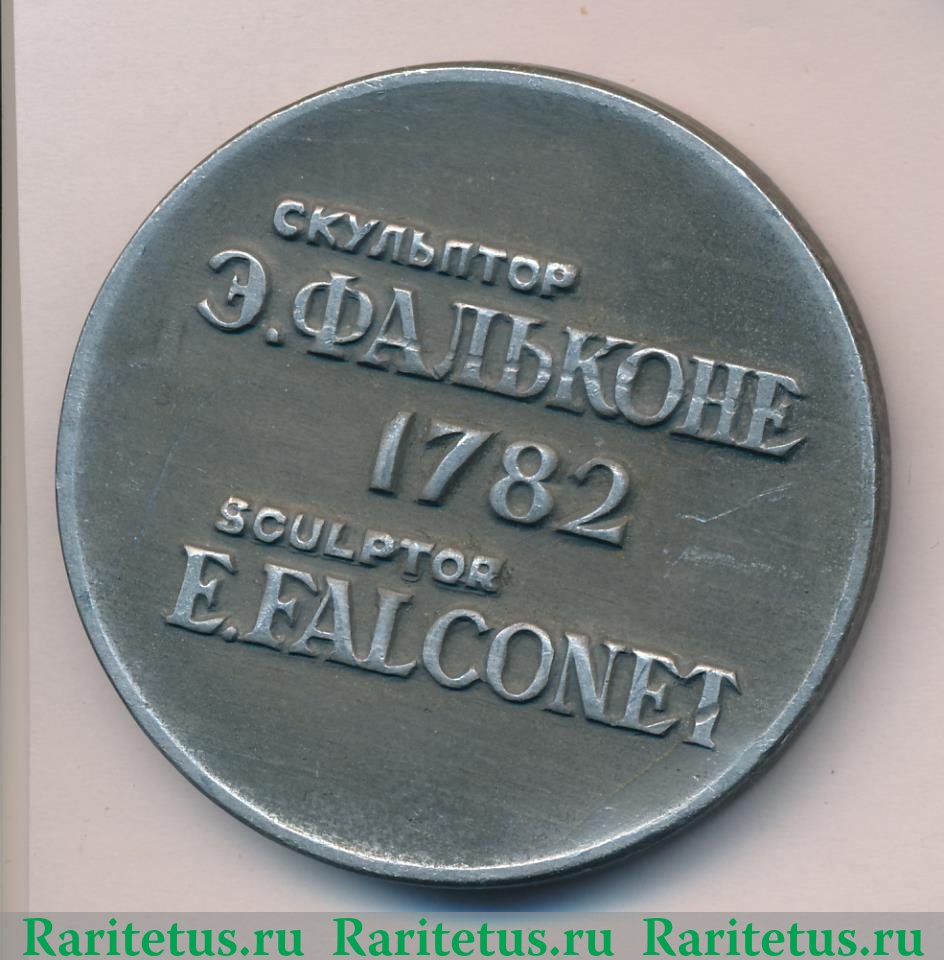 СКУЛЬПТОР
Э.ФАЛЬКОНЕ
1782
SCULPTOR
E.FALCONET
Raritetus.ru Raritetus.ru Raritetus.ru